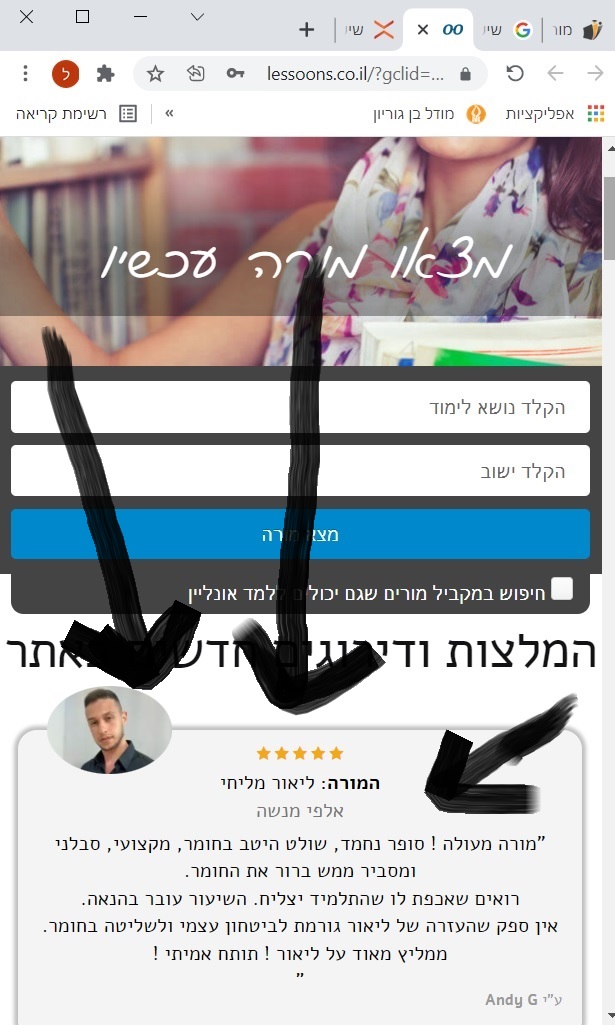 מור
שיע
שיע
lessoons.co.il/?gclid=...
ל
אפליקציות
מודל בן גוריון
»
רשימת קריאה
מצאו מורה עכשיו
הקלד נושא לימוד
הקלד ישוב
מצא מורה
חיפוש במקביל מורים שגם יכולים ללמד אונליין
המלצות ודירוגים חדשים באתר
המורה: ליאור מליחי
אלפי מנשה
"מורה מעולה ! סופר נחמד, שולט היטב בחומר, מקצועי, סבלני
ומסביר ממש ברור את החומר.
רואים שאכפת לו שהתלמיד יצליח. השיעור עובר בהנאה.
אין ספק שהעזרה של ליאור גורמת לביטחון עצמי ולשליטה בחומר.
ממליץ מאוד על ליאור ! תותח אמיתי !
"
ע"י Andy G